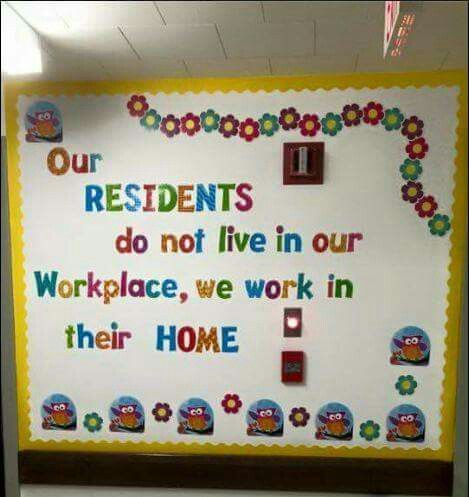 Our
RESIDENTS
do not live in our
Workplace, we work in
their HOME